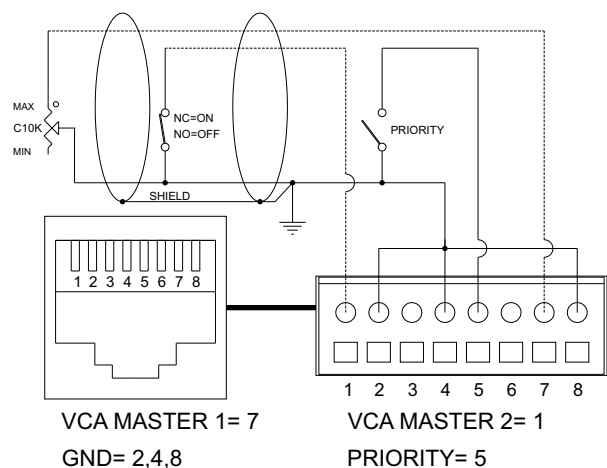 MAX
C10K
MIN
NC=ON
NO=OFF
PRIORITY
SHIELD
1 2 3 4 5 6 7 8
1 2 3 4 5 6 7 8
VCA MASTER 1= 7
VCA MASTER 2= 1
GND= 2,4,8
PRIORITY= 5